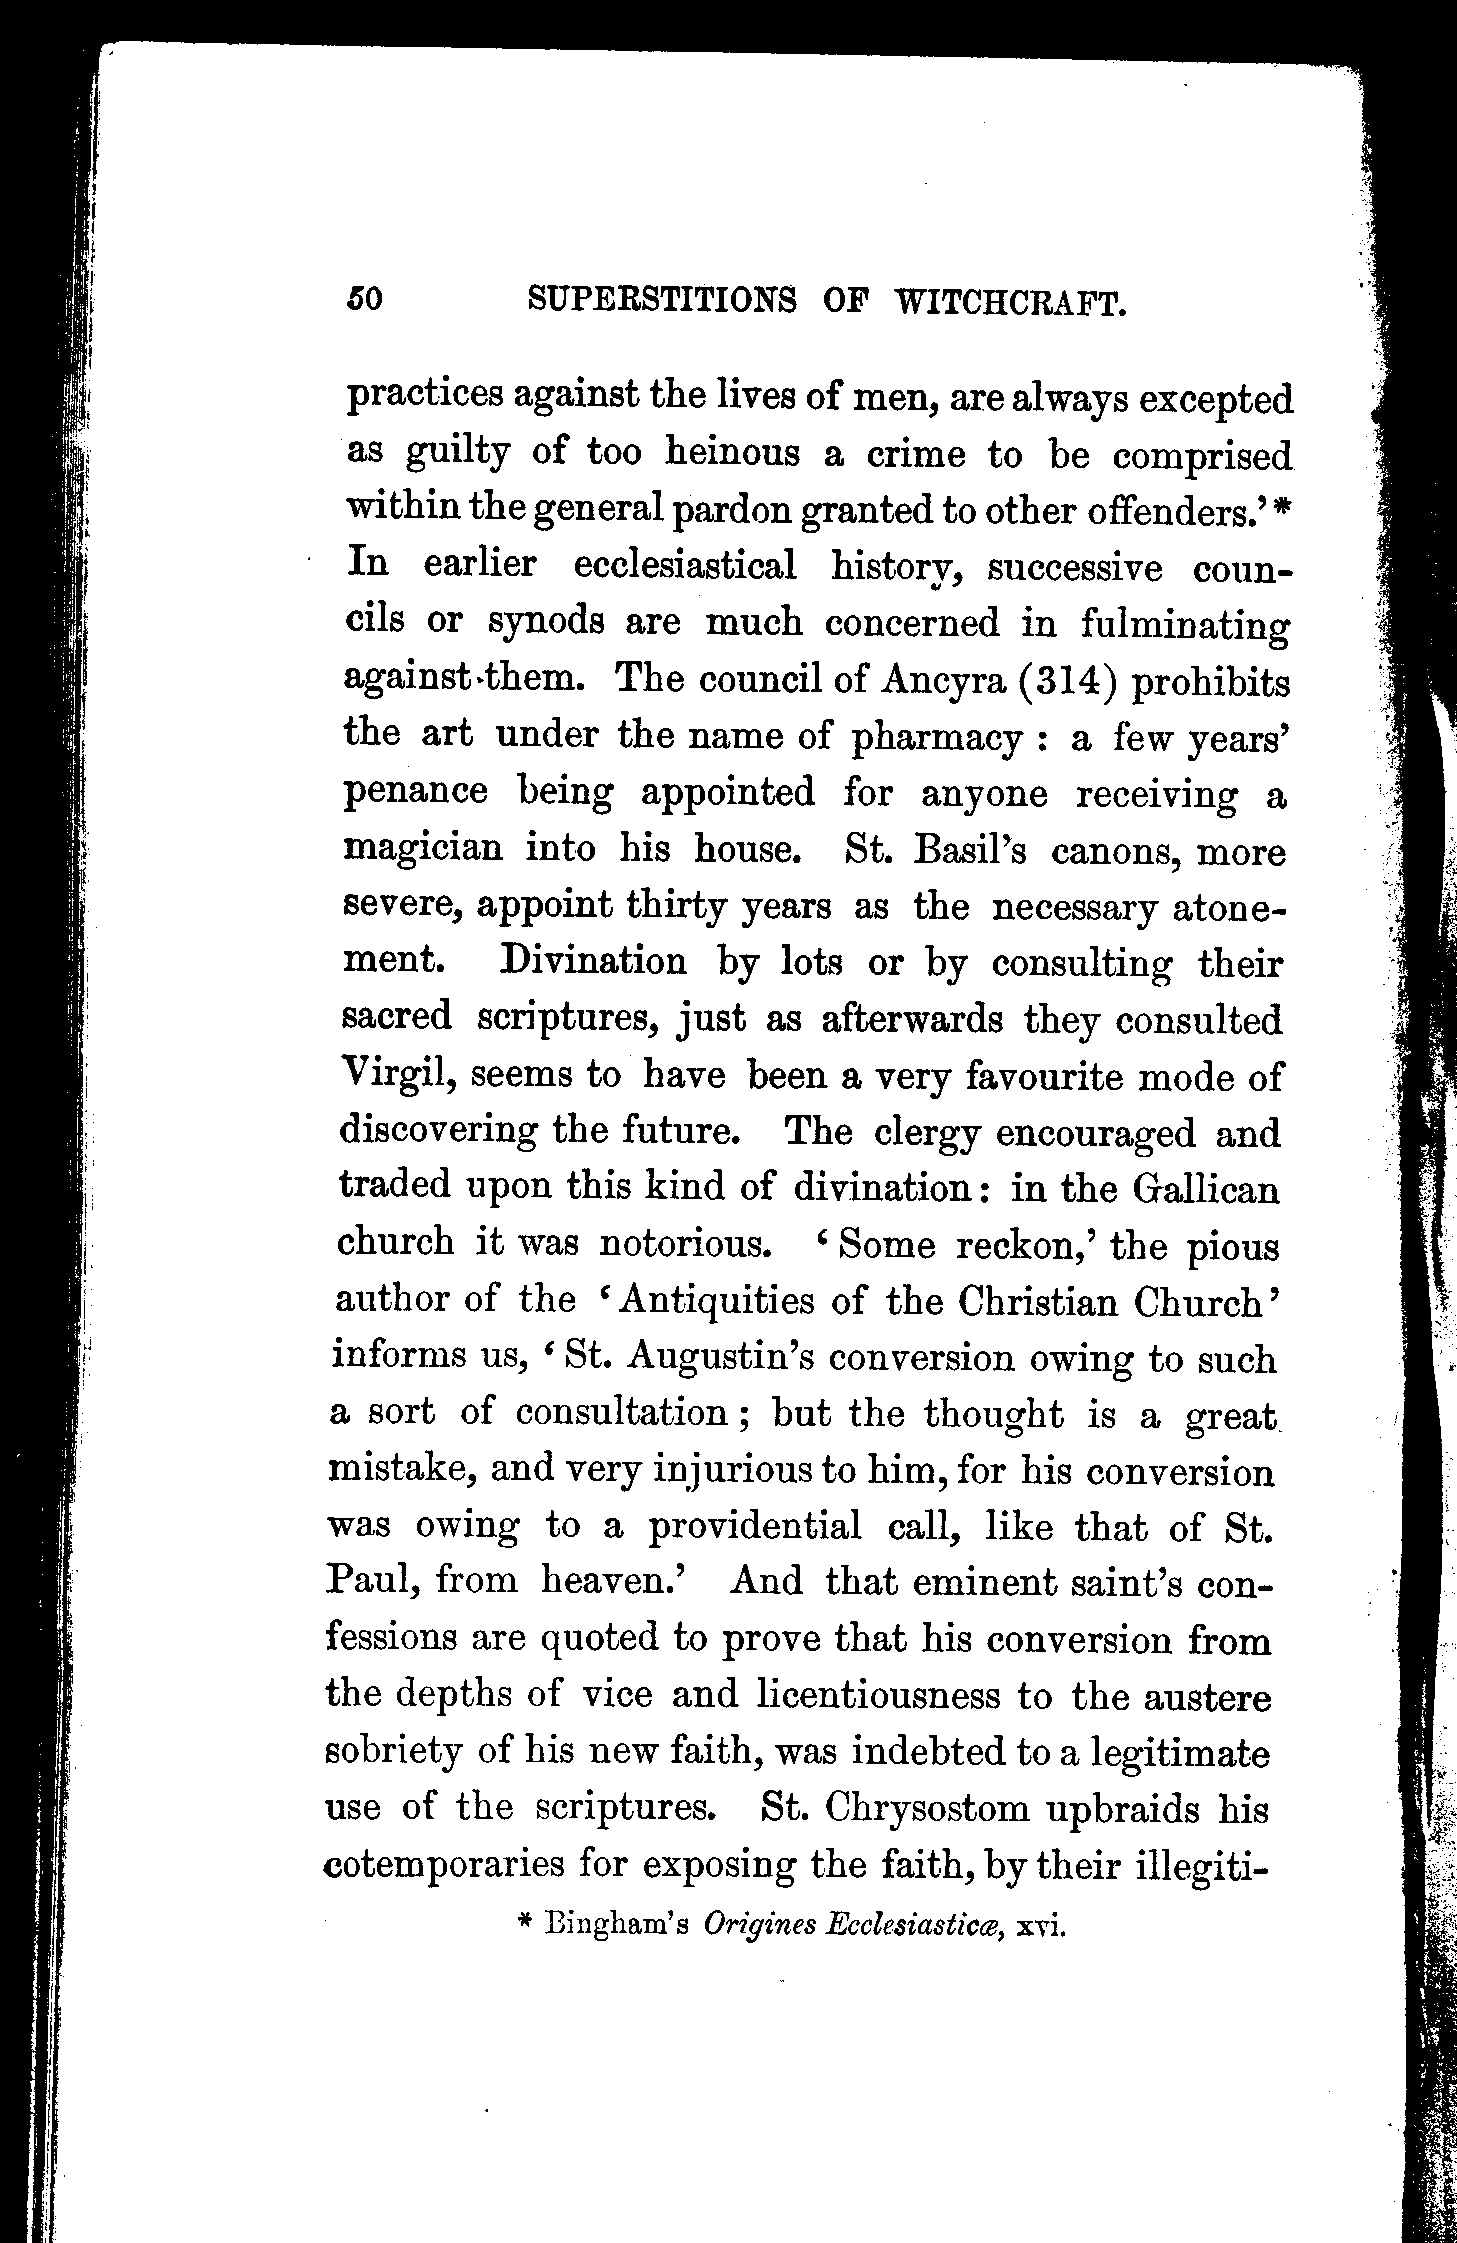 50 SUPERSTITIONS OF WITCHCRAFT.
practices against the lives of men, are always excepted
as guilty of too heinous a crime to be comprised
within the general pardon granted to other offenders.’*
In earlier ecclesiastical history, successive coun-
cils or synods are much concerned in fulminating
against them. The council of Ancyra (314) prohibits
the art under the name of pharmacy : a few years’
penance being appointed for anyone receiving a
magician into his house. St. Basil’s canons, more
severe, appoint thirty years as the necessary atone-
ment. Divination by lots or by consulting their
sacred scriptures, just as afterwards they consulted
Virgil, seems to have been a very favourite mode of
discovering the future. The clergy encouraged and
traded upon this kind of divination : in the Gallican
church it was notorious. ‘ Some reckon,’ the pious
author of the ‘ Antiquities of the Christian Church ’
informs us, ‘ St. Augustin’s conversion owing to such
a sort of consultation ; but the thought is a great
mistake, and very injurious to him, for his conversion
was owing to a providential call, like that of St.
Paul, from heaven.’ And that eminent saint’s con-
fessions are quoted to prove that his conversion from
the depths of vice and licentiousness to the austere
sobriety of his new faith, was indebted to a legitimate
use of the scriptures. St. Chrysostom upbraids his
cotemporaries for exposing the faith, by their illegiti-
* Bingham’s Origines Ecclesiasticæ, xvi.